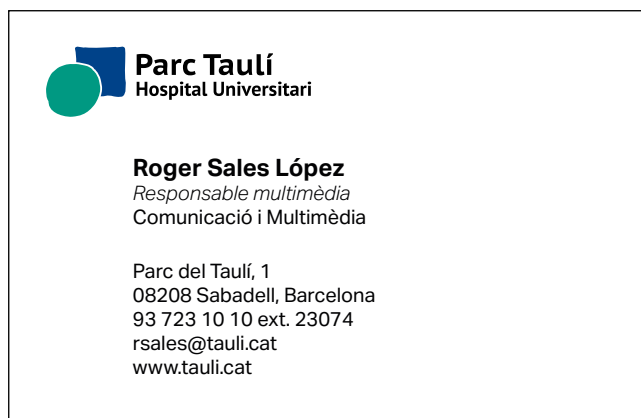 Parc Taulí
Hospital Universitari
Roger Sales López
Responsable multimèdia
Comunicació i Multimèdia
Parc del Taulí, 1
08208 Sabadell, Barcelona
93 723 10 10 ext. 23074
rsales@tauli.cat
www.tauli.cat